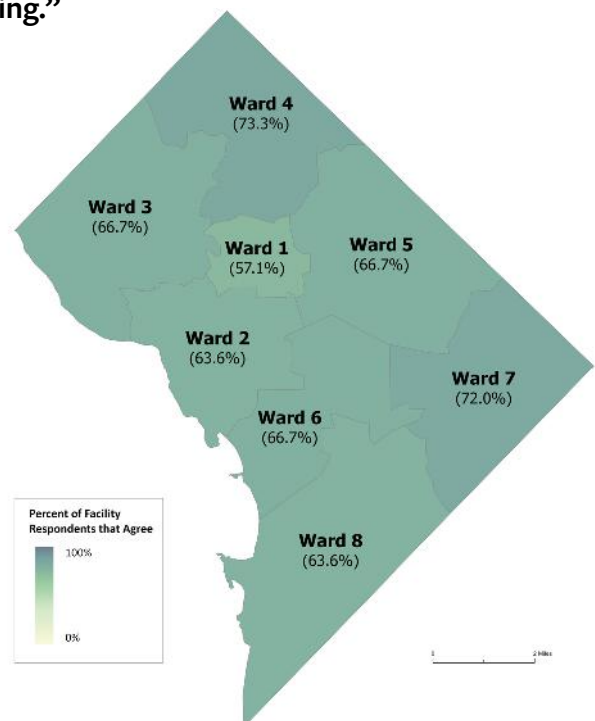 ing.”
Ward 4
(73.3%)
Ward 3
(66.7%)
Ward 1
(57.1%)
Ward 5
(66.7%)
Ward 2
(63.6%)
Ward 7
(72.0%)
Ward 6
(66.7%)
Ward 8
(63.6%)
Percent of Facility
Respondents that Agree
100%
0%
0 2 Miles